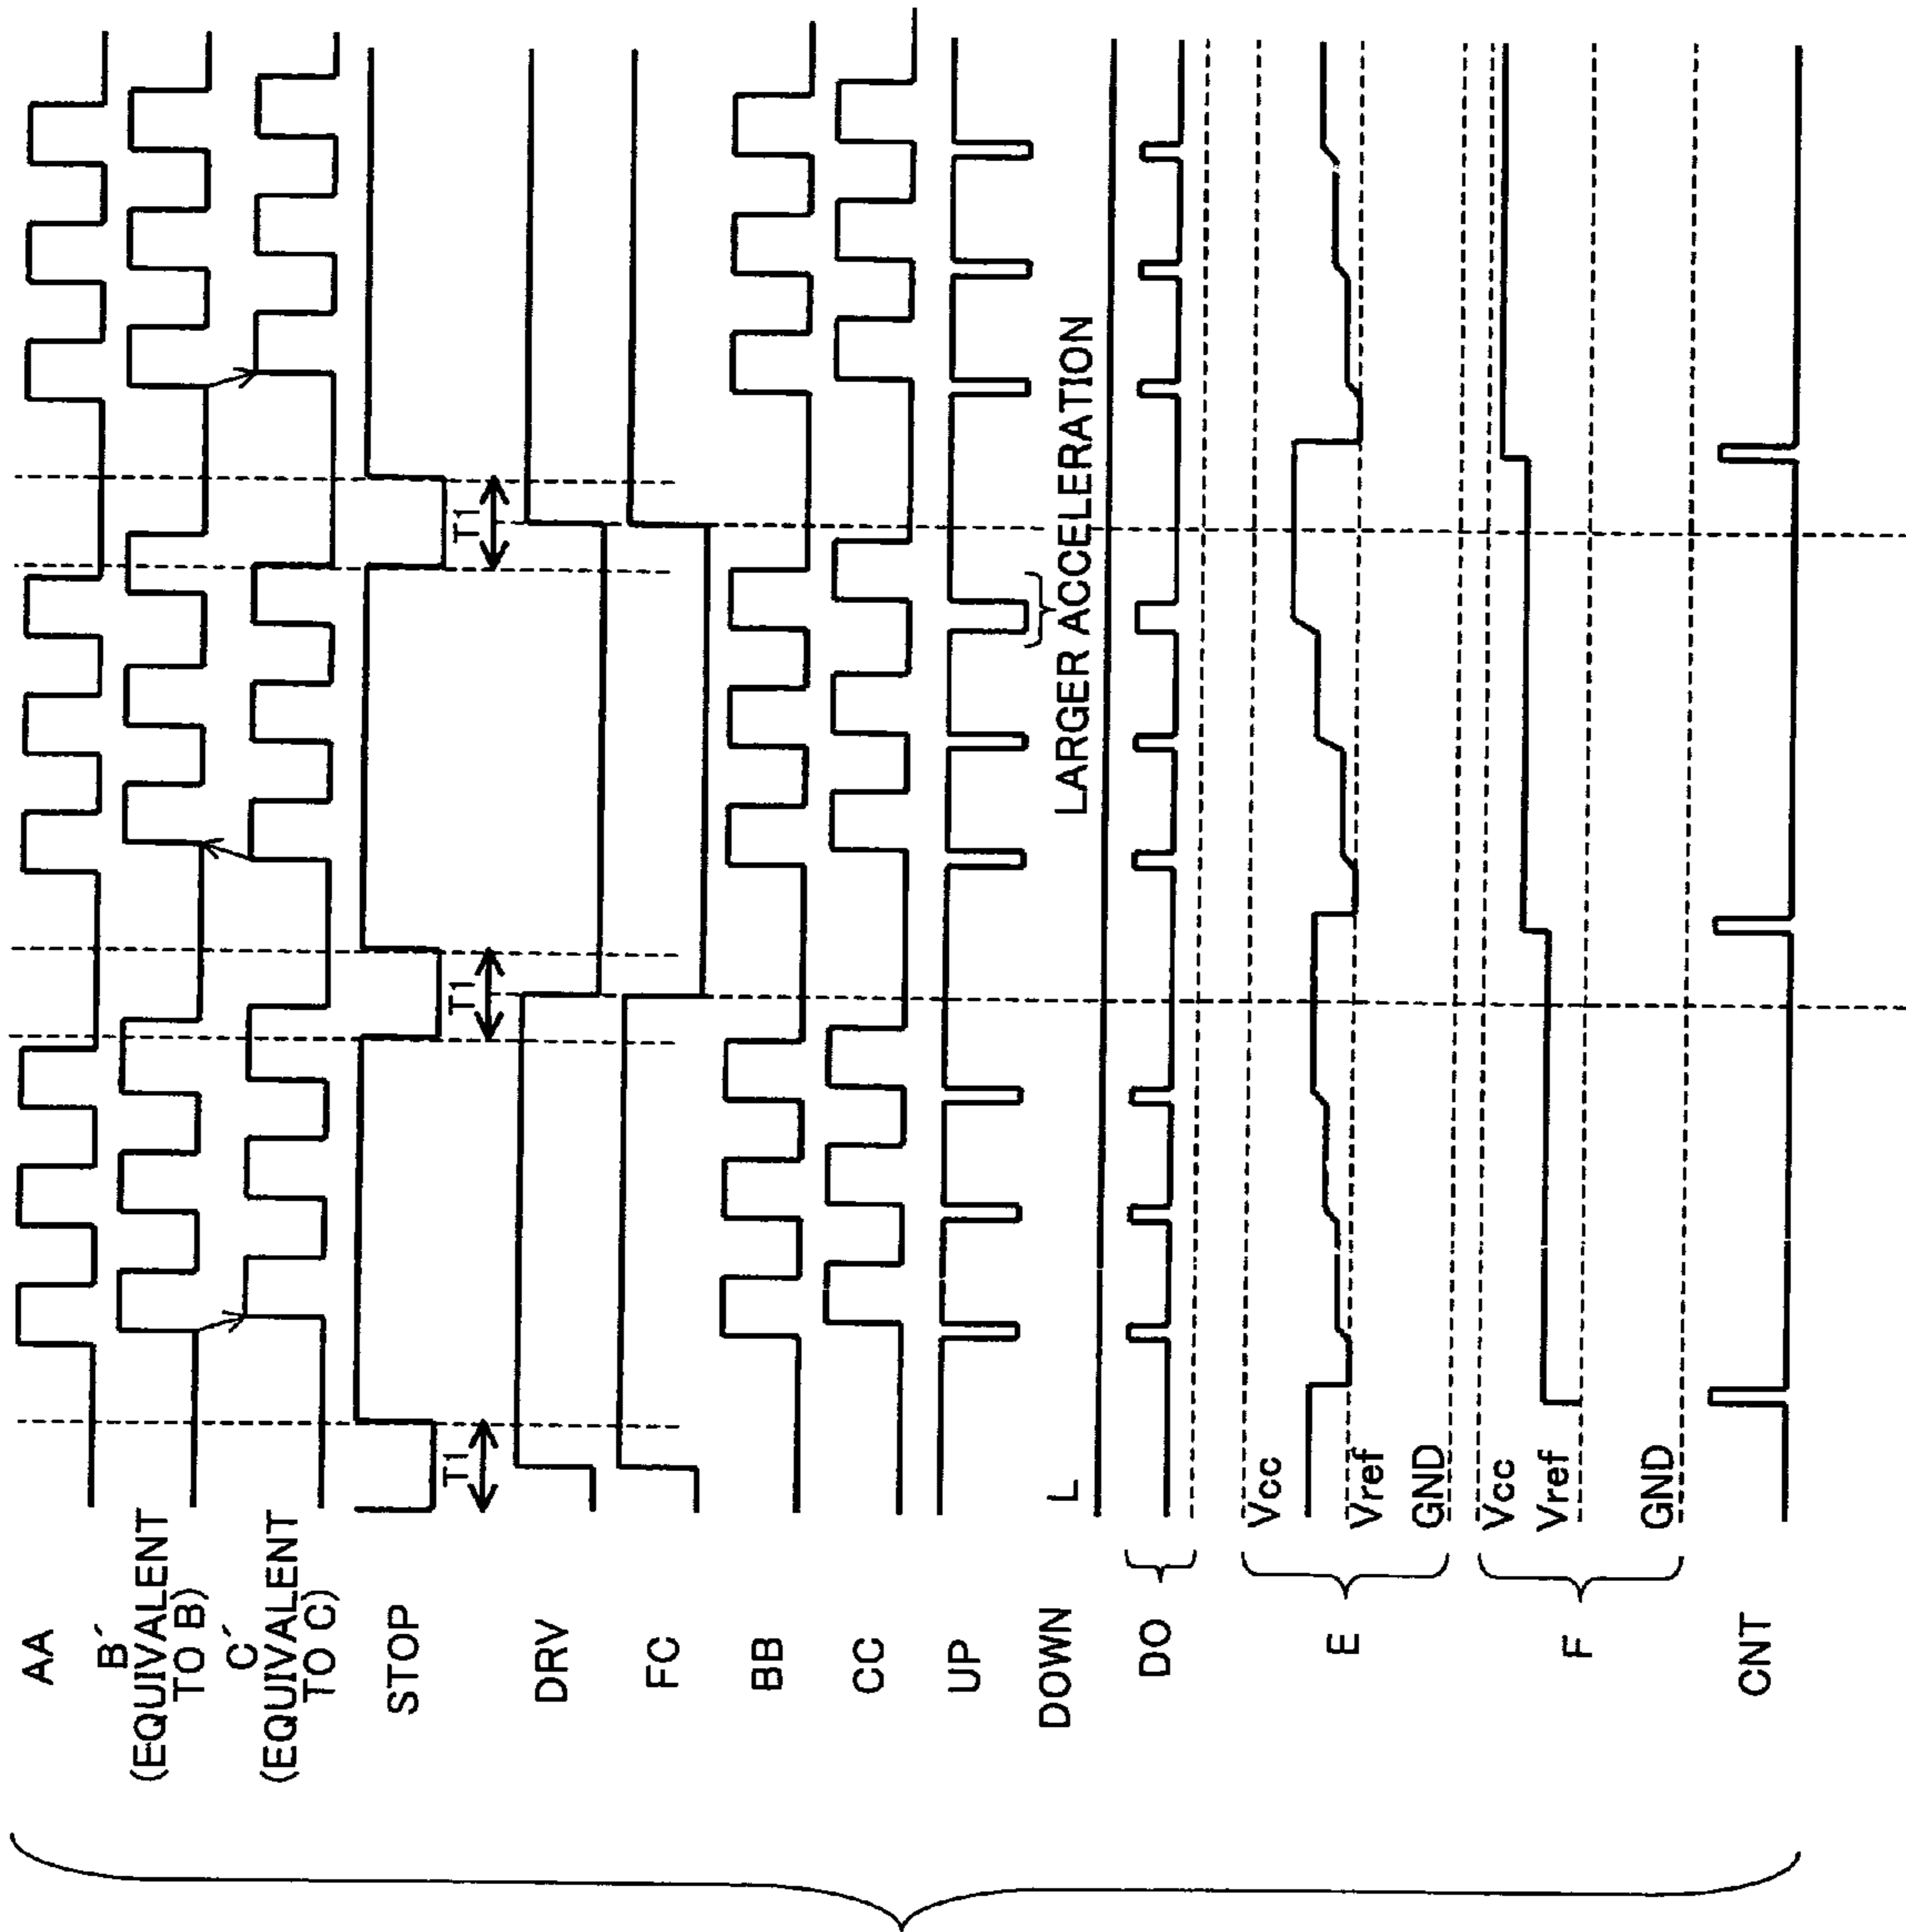 AA
B′
(EQUIVALENT
TO B)
C′
(EQUIVALENT
TO C)
STOP
T1
T1
T1
DRV
FC
BB
CC
UP
LARGER ACCELERATION
DOWN
L
DO
E
Vcc
Vref
GND
F
Vcc
Vref
GND
CNT